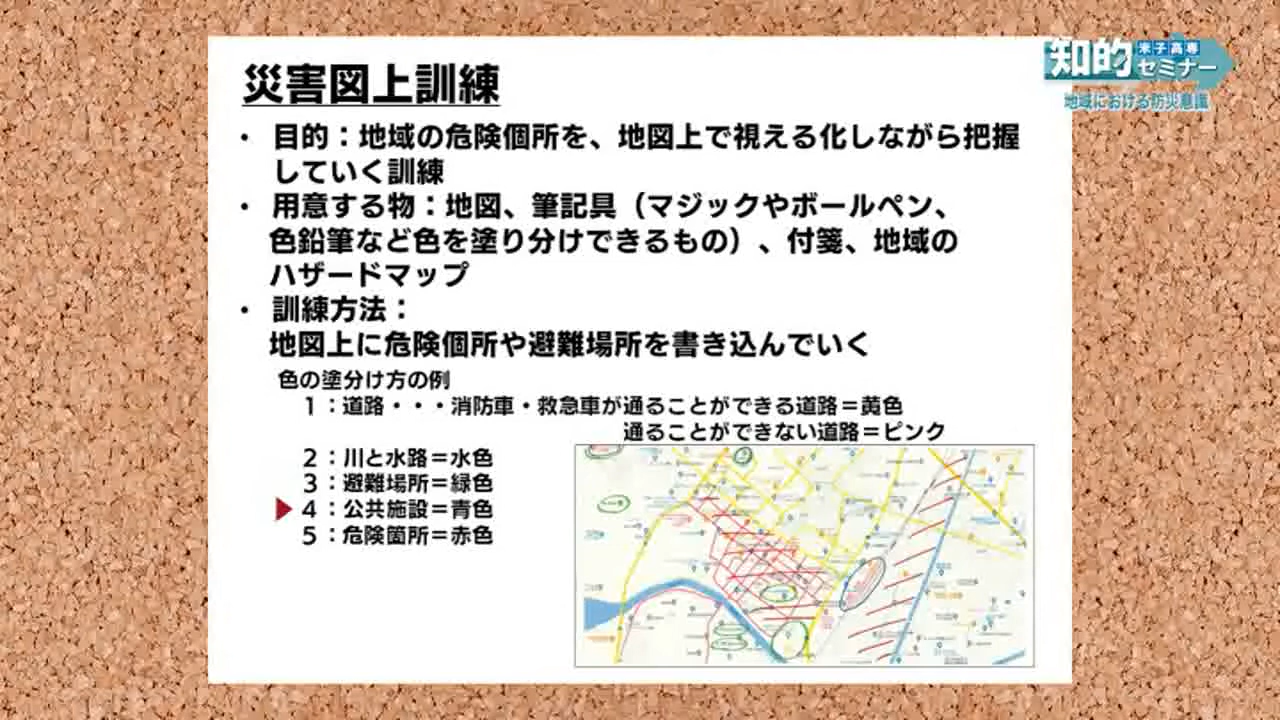 災害図上訓練
知的
米子高専
セミナー
地域における防災意識
・ 目的：地域の危険個所を、地図上で視える化しながら把握
していく訓練
・ 用意する物：地図、筆記具（マジックやボールペン、
色鉛筆など色を塗り分けできるもの）、付箋、地域の
ハザードマップ
・ 訓練方法：
地図上に危険個所や避難場所を書き込んでいく
色の塗分け方の例
1：道路・・・消防車・救急車が通ることができる道路＝黄色
通ることができない道路＝ピンク
2：川と水路＝水色
3：避難場所＝緑色
4：公共施設＝青色
5：危険箇所＝赤色